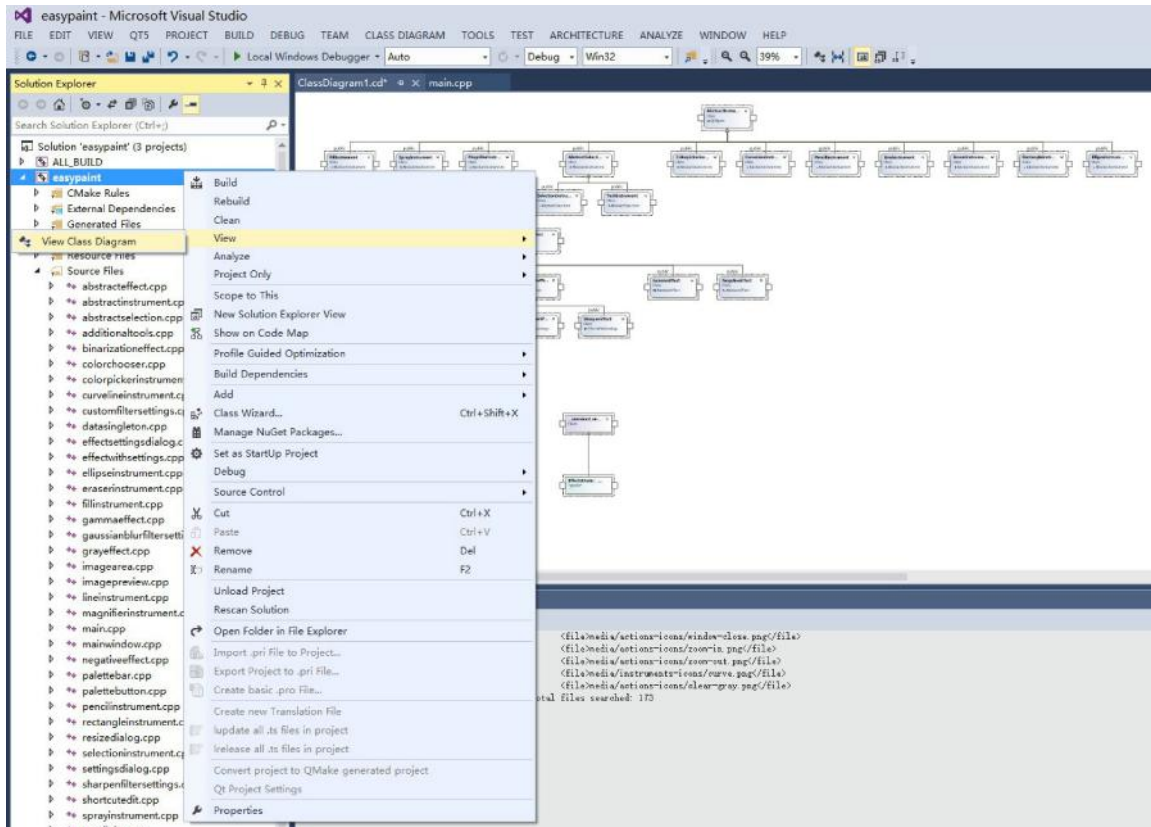 easypaint - Microsoft Visual Studio
FILE EDIT VIEW QT5 PROJECT BUILD DEBUG TEAM CLASS DIAGRAM TOOLS TEST ARCHITECTURE ANALYZE WINDOW HELP
Local Windows Debugger Auto Debug Win32 39%
Solution Explorer
ClassDiagram1.cd* main.cpp
Search Solution Explorer (Ctrl+;)
Solution 'easypaint' (3 projects)
ALL_BUILD
easypaint
CMake Rules
External Dependencies
Generated Files
View Class Diagram
Resource Files
Source Files
abstracteffect.cpp
abstractinstrument.cp
abstractselection.cpp
additionaltools.cpp
binarizationeffect.cpp
colorchooser.cpp
colorpickerinstrumen
curvelineinstrument.c
customfiltersettings.c
datasingleton.cpp
effectsettingsdialog.c
effectwithsettings.cpp
ellipseinstrument.cpp
eraserinstrument.cpp
fillinstrument.cpp
gammaeffect.cpp
gaussianblurfiltersetti
grayeffect.cpp
imagearea.cpp
imagepreview.cpp
lineinstrument.cpp
magnifierinstrument.c
main.cpp
mainwindow.cpp
negativeeffect.cpp
palettebar.cpp
palettebutton.cpp
pencilinstrument.cpp
rectangleinstrument.c
resizedialog.cpp
selectioninstrument.c
settingsdialog.cpp
sharpenfiltersettings.c
shortcutedit.cpp
sprayinstrument.cpp
Build
Rebuild
Clean
View
Analyze
Project Only
Scope to This
New Solution Explorer View
Show on Code Map
Profile Guided Optimization
Build Dependencies
Add
Class Wizard... Ctrl+Shift+X
Manage NuGet Packages...
Set as StartUp Project
Debug
Source Control
Cut Ctrl+X
Paste Ctrl+V
Remove Del
Rename F2
Unload Project
Rescan Solution
Open Folder in File Explorer
Import .pri File to Project...
Export Project to .pri File...
Create basic .pro File...
Create new Translation File
lupdate all .ts files in project
lrelease all .ts files in project
Convert project to QMake generated project
Qt Project Settings
Properties
<file>media/actions-icons/window-close.png</file>
<file>media/actions-icons/zoom-in.png</file>
<file>media/actions-icons/zoom-out.png</file>
<file>media/instruments-icons/curve.png</file>
<file>media/actions-icons/clear-gray.png</file>
otal files searched: 173